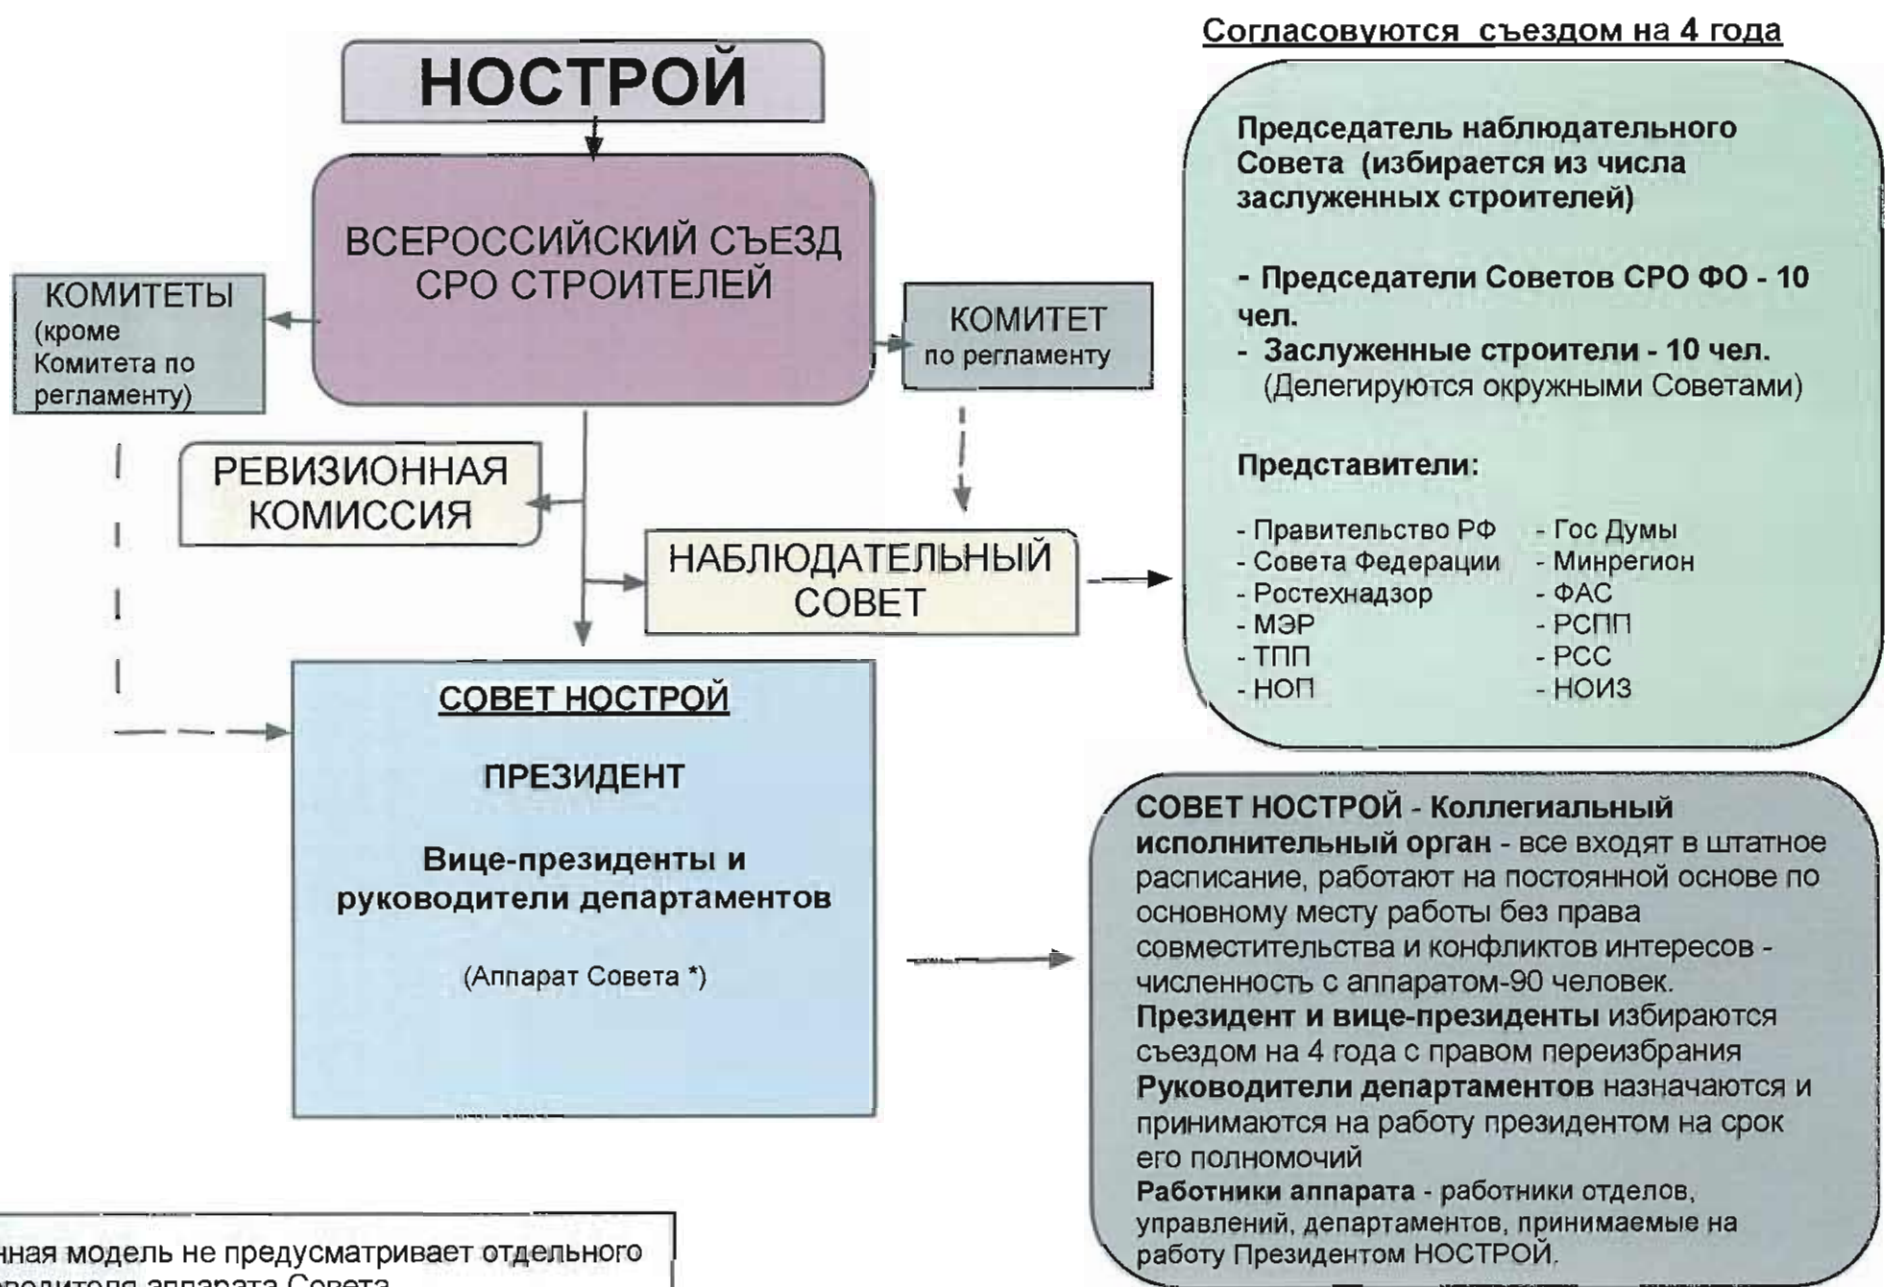 НОСТРОЙ
ВСЕРОССИЙСКИЙ СЪЕЗД
СРО СТРОИТЕЛЕЙ
КОМИТЕТЫ
(кроме
Комитета по
регламенту)
КОМИТЕТ
по регламенту
РЕВИЗИОННАЯ
КОМИССИЯ
НАБЛЮДАТЕЛЬНЫЙ
СОВЕТ
СОВЕТ НОСТРОЙ
ПРЕЗИДЕНТ
Вице-президенты и
руководители департаментов
(Аппарат Совета *)
Согласовуются съездом на 4 года
Председатель наблюдательного
Совета (избирается из числа
заслуженных строителей)
- Председатели Советов СРО ФО - 10
чел.
- Заслуженные строители - 10 чел.
(Делегируются окружными Советами)
Представители:
- Правительство РФ - Гос Думы
- Совета Федерации - Минрегион
- Ростехнадзор - ФАС
- МЭР - РСПП
- ТПП - РСС
- НОП - НОИЗ
СОВЕТ НОСТРОЙ - Коллегиальный
исполнительный орган - все входят в штатное
расписание, работают на постоянной основе по
основному месту работы без права
совместительства и конфликтов интересов -
численность с аппаратом-90 человек.
Президент и вице-президенты избираются
съездом на 4 года с правом переизбрания
Руководители департаментов назначаются и
принимаются на работу президентом на срок
его полномочий
Работники аппарата - работники отделов,
управлений, департаментов, принимаемые на
работу Президентом НОСТРОЙ.
модель не предусматривает отдельного
аппарата Совета